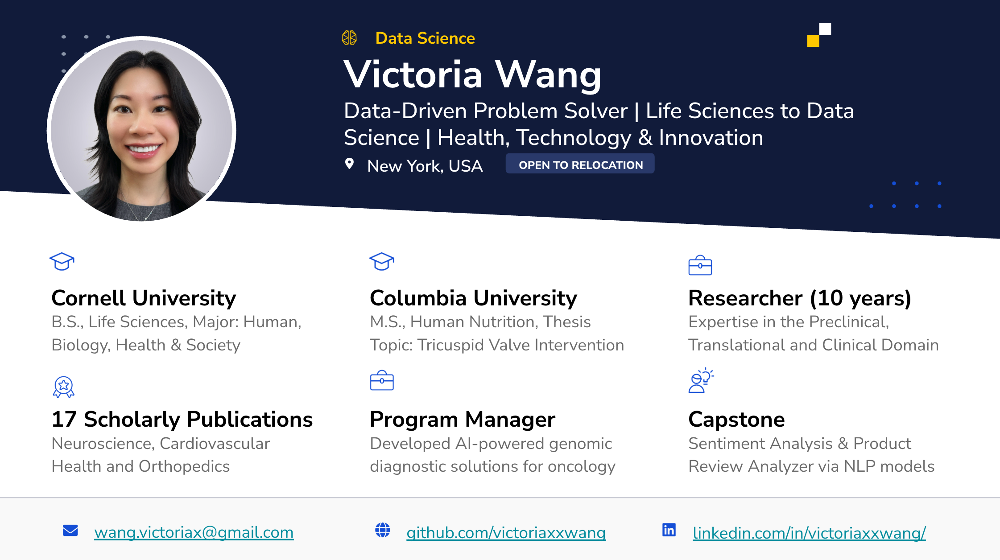 Data Science
Victoria Wang
Data-Driven Problem Solver | Life Sciences to Data
Science | Health, Technology & Innovation
New York, USA
OPEN TO RELOCATION
Cornell University
B.S., Life Sciences, Major: Human,
Biology, Health & Society
Columbia University
M.S., Human Nutrition, Thesis
Topic: Tricuspid Valve Intervention
Researcher (10 years)
Expertise in the Preclinical,
Translational and Clinical Domain
17 Scholarly Publications
Neuroscience, Cardiovascular
Health and Orthopedics
Program Manager
Developed AI-powered genomic
diagnostic solutions for oncology
Capstone
Sentiment Analysis & Product
Review Analyzer via NLP models
wang.victoriax@gmail.com
github.com/victoriaxxwang
linkedin.com/in/victoriaxxwang/